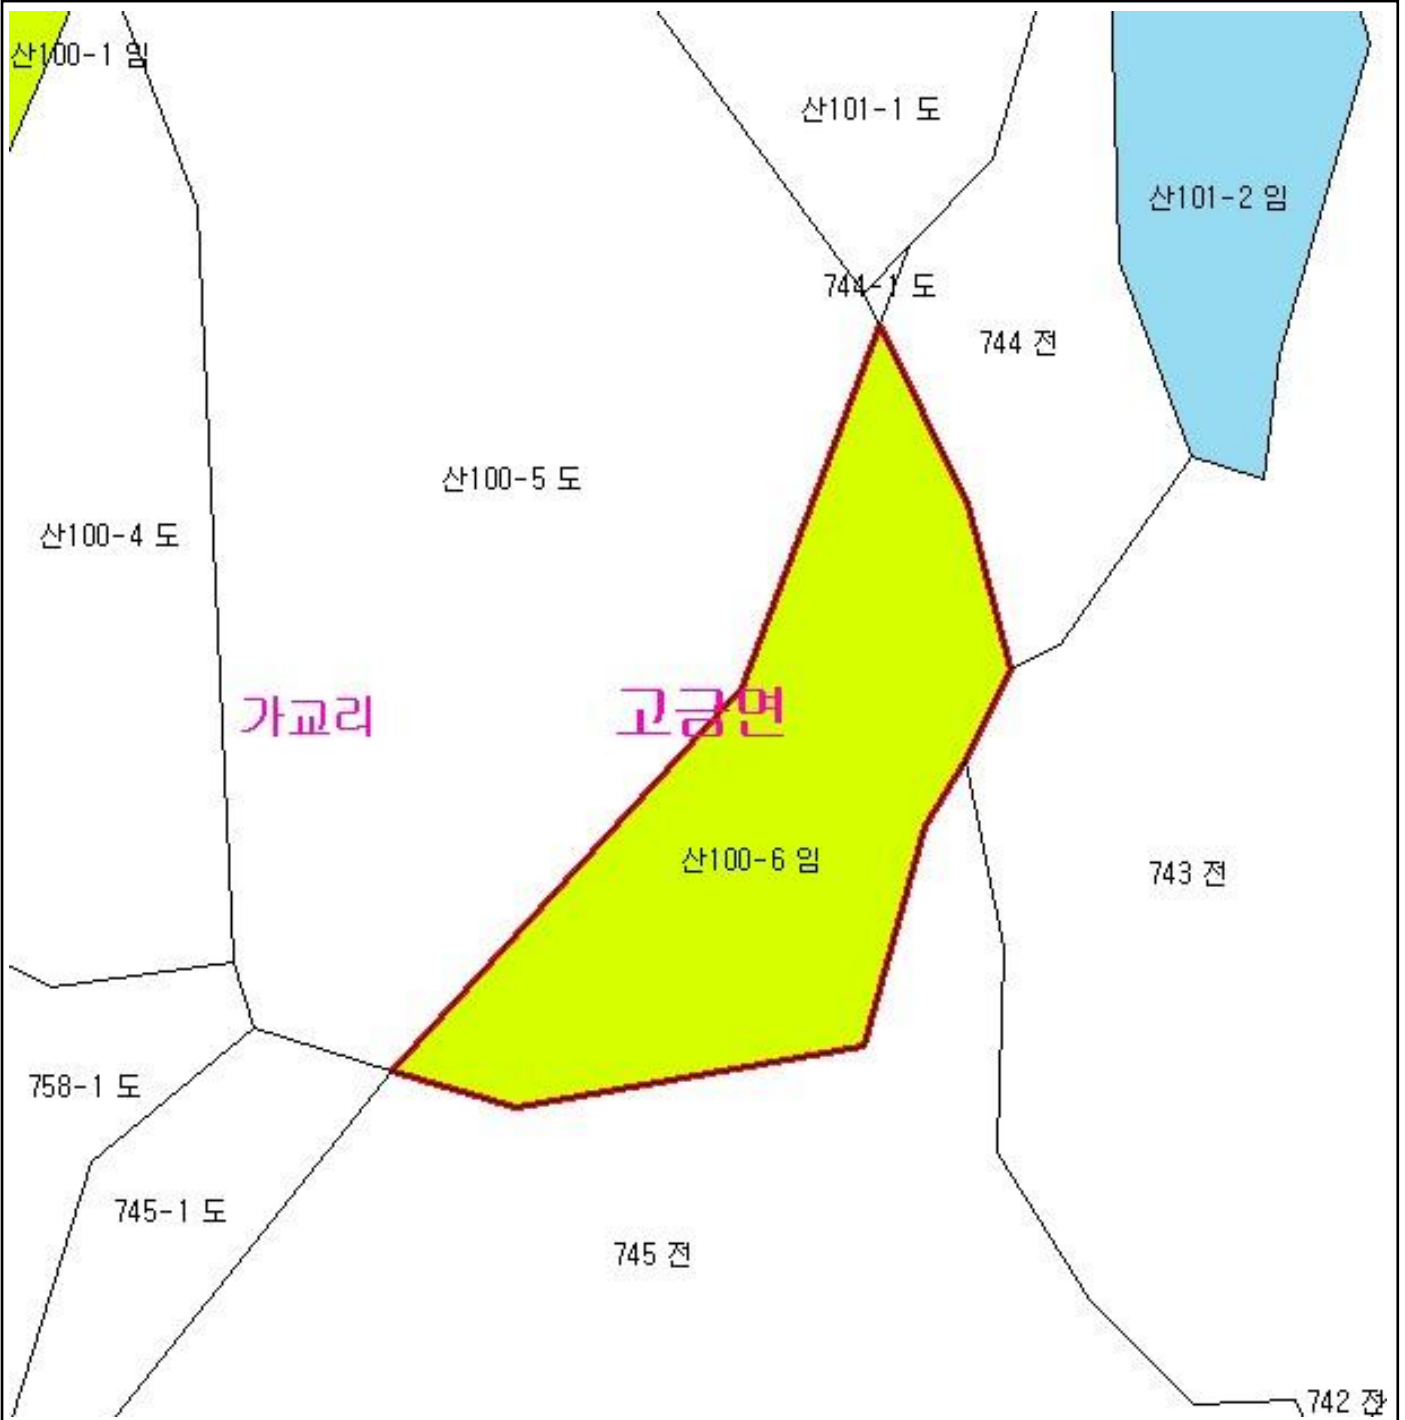 산100-1 임
산101-1 도
산101-2 임
744-1 도
744 전
산100-5 도
산100-4 도
가교리
고금면
산100-6 임
743 전
758-1 도
745-1 도
745 전
742 전